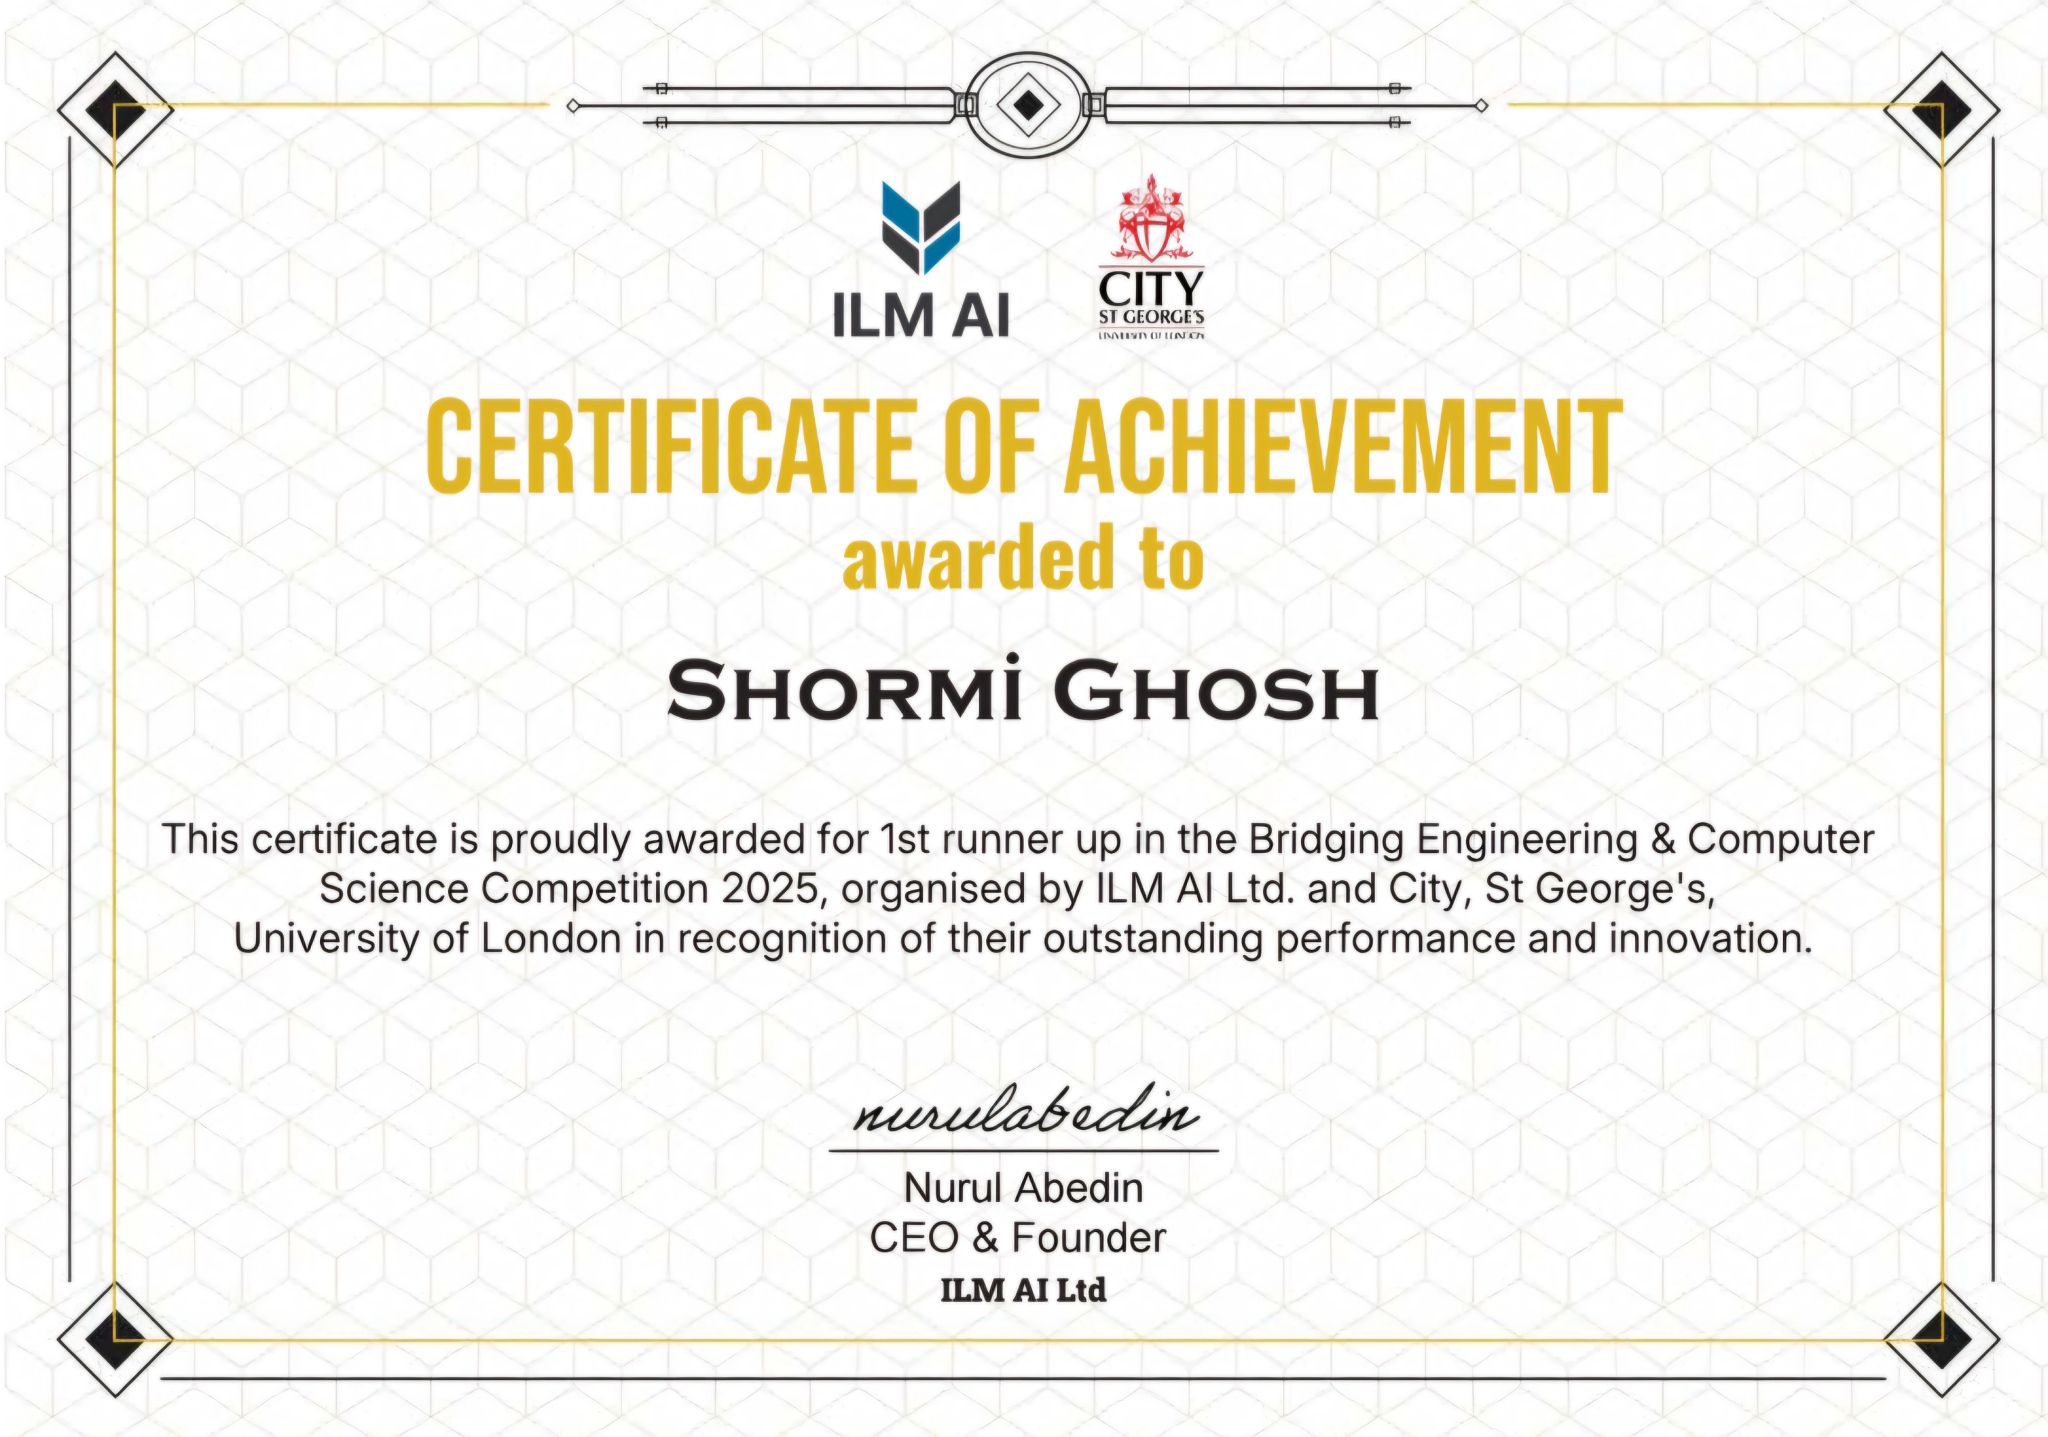 ILM AI
CITY
ST GEORGE'S
UNIVERSITY OF LONDON
CERTIFICATE OF ACHIEVEMENT
awarded to
SHORMi GHOSH
This certificate is proudly awarded for 1st runner up in the Bridging Engineering & Computer
Science Competition 2025, organised by ILM AI Ltd. and City, St George's,
University of London in recognition of their outstanding performance and innovation.
nurulabedin
Nurul Abedin
CEO & Founder
ILM AI Ltd